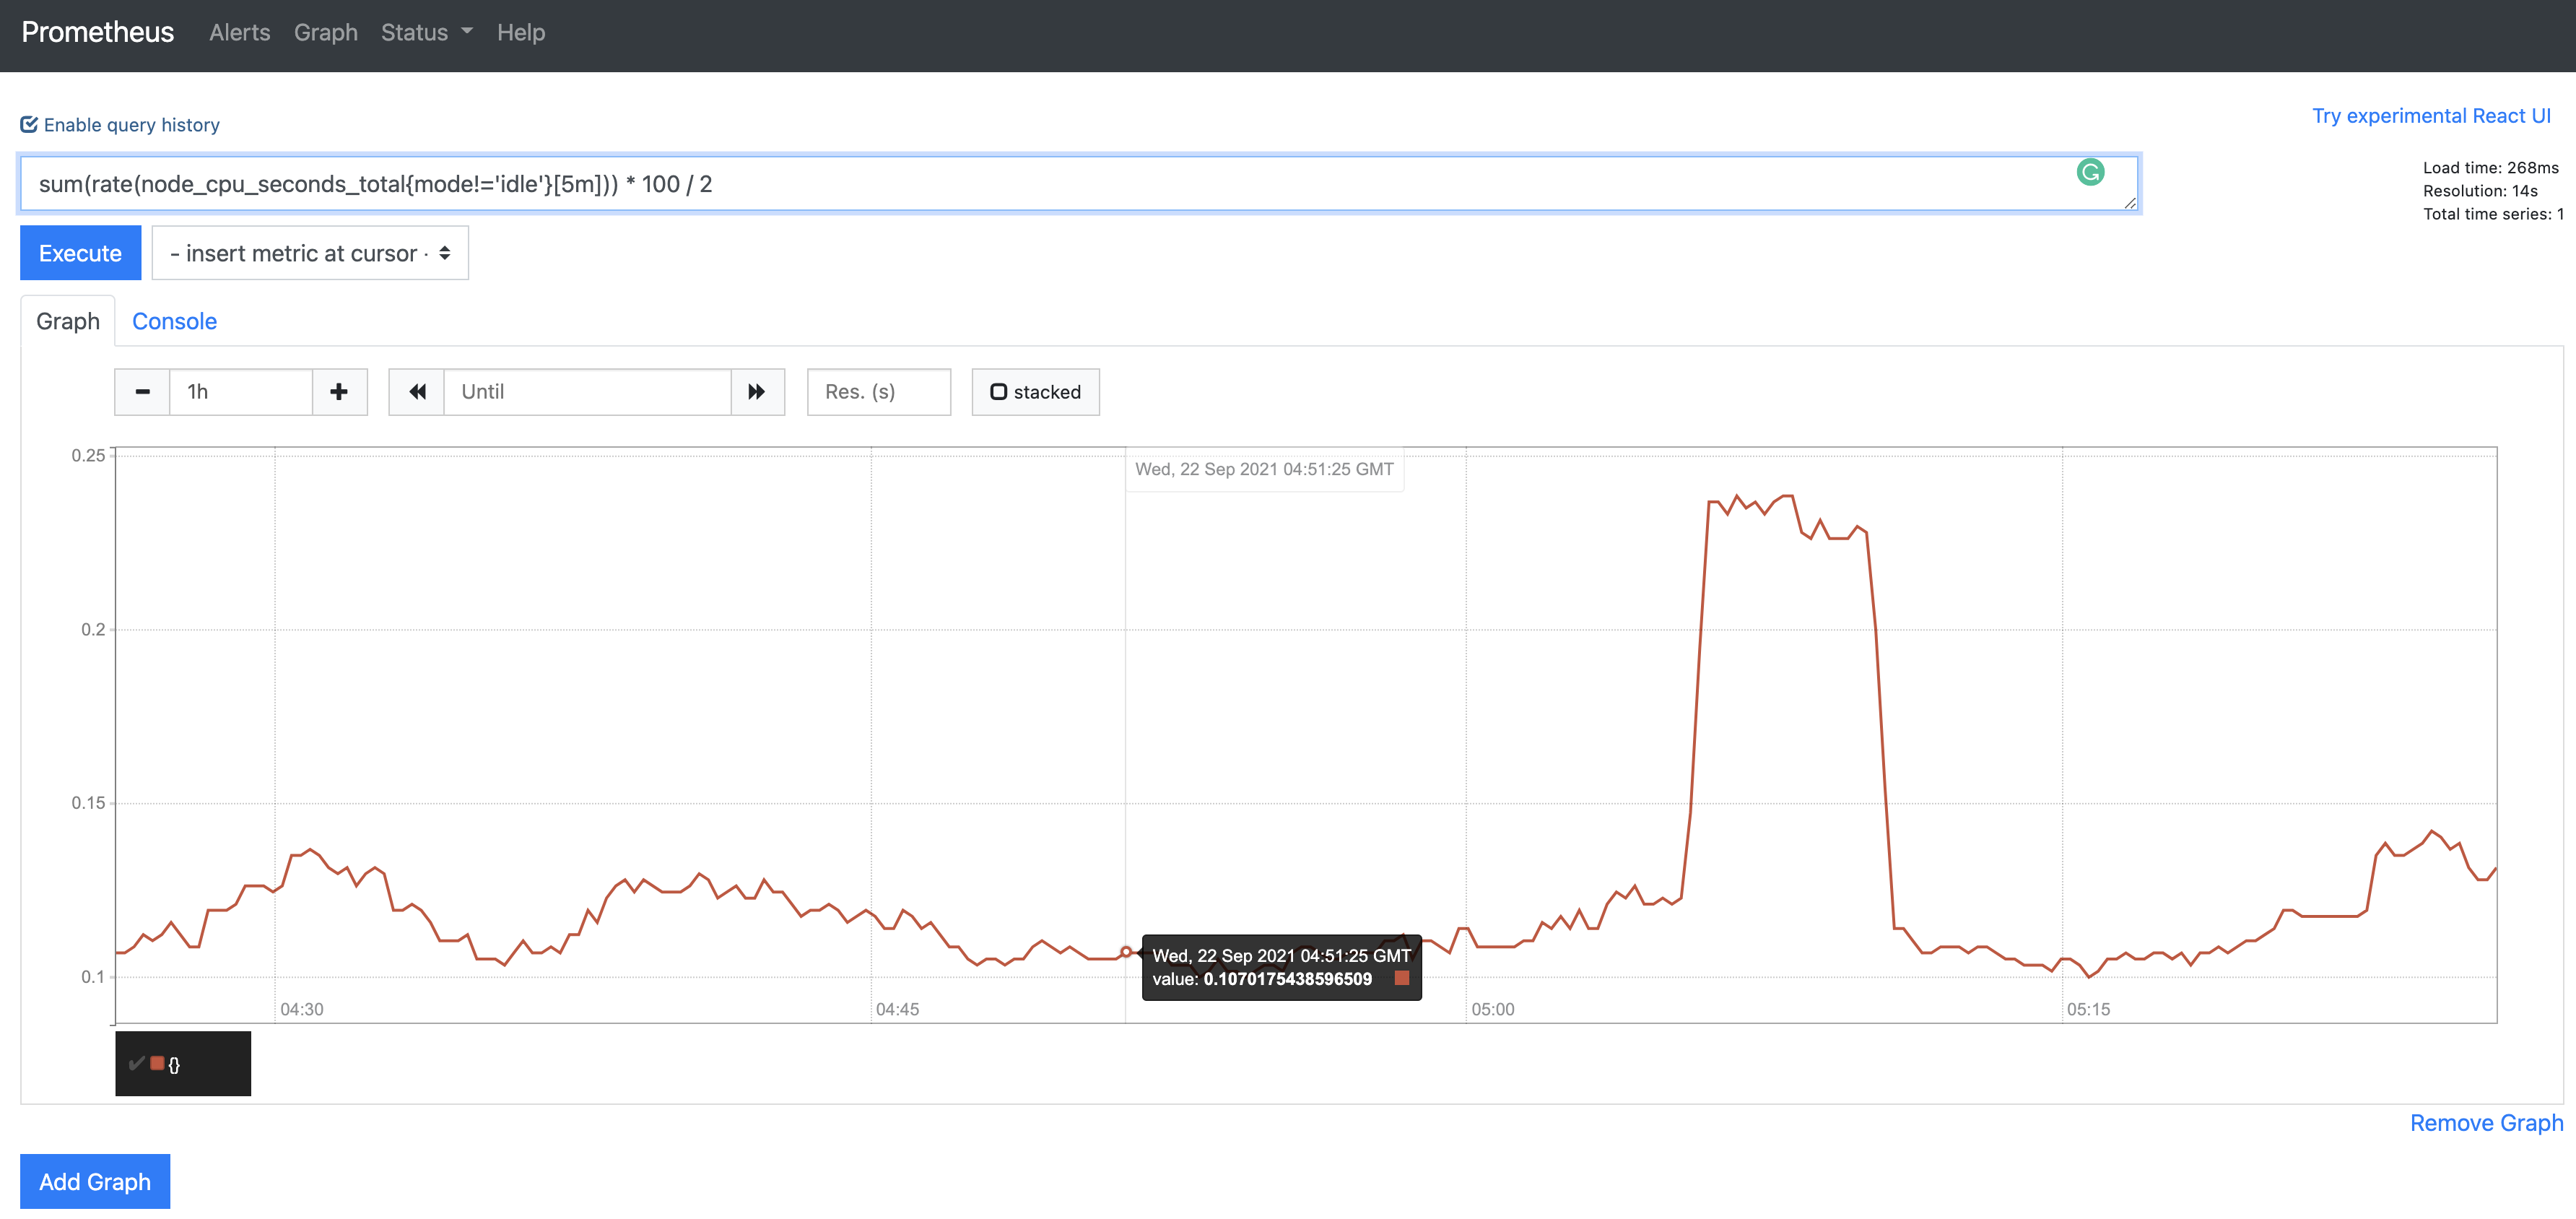 Prometheus Alerts Graph Status Help
Enable query history
Try experimental React UI
sum(rate(node_cpu_seconds_total{mode!='idle'}[5m])) * 100 / 2
Load time: 268ms
Resolution: 14s
Total time series: 1
Execute - insert metric at cursor -
Graph Console
1h Until Res. (s) stacked
0.25
Wed, 22 Sep 2021 04:51:25 GMT
0.2
0.15
Wed, 22 Sep 2021 04:51:25 GMT
value: 0.1070175438596509
0.1
04:30 04:45 05:00 05:15
{}
Remove Graph
Add Graph